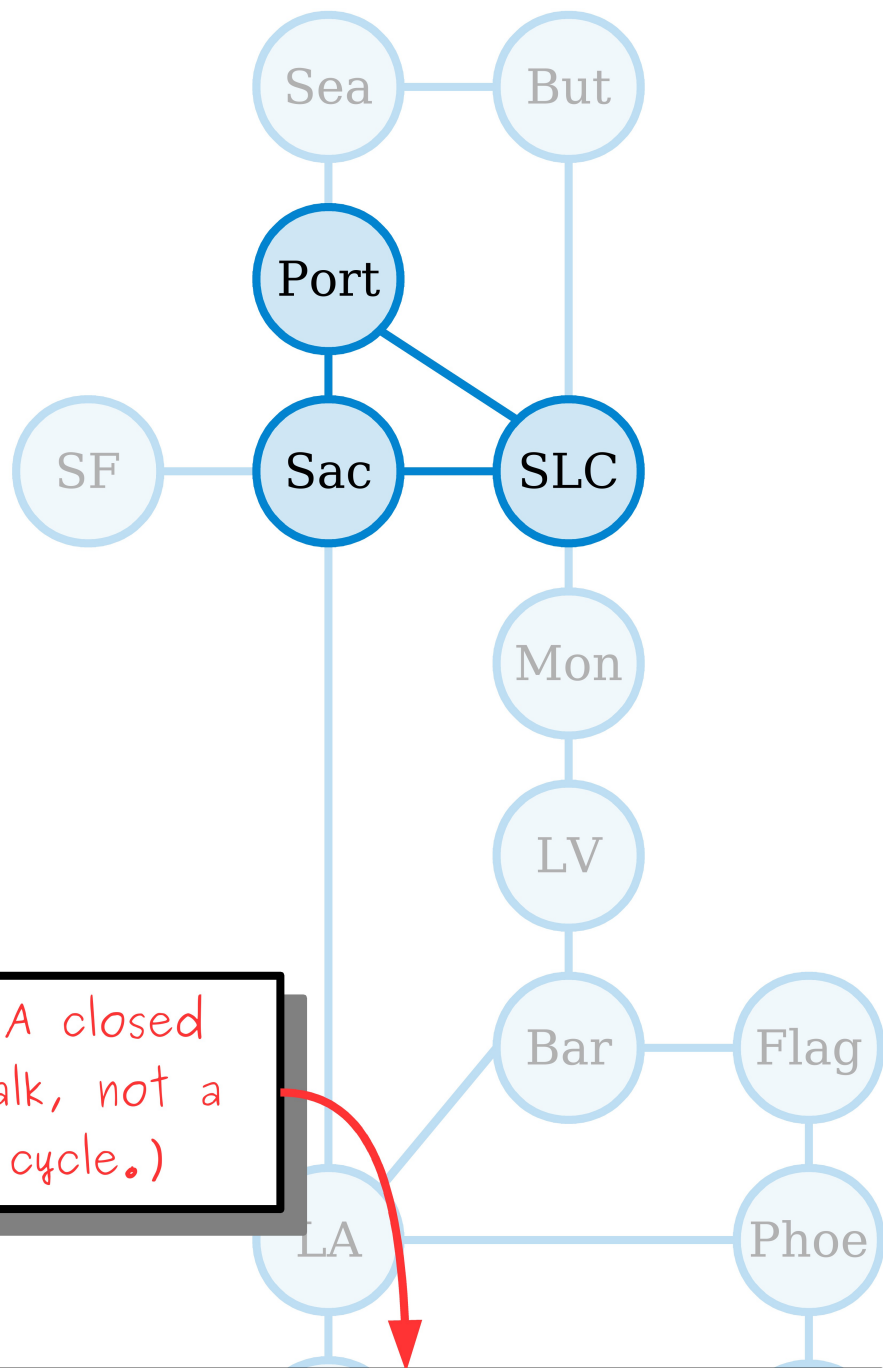 Sea But
Port
SF Sac SLC
Mon
LV
A closed
alk, not a
cycle.)
Bar Flag
LA Phoe